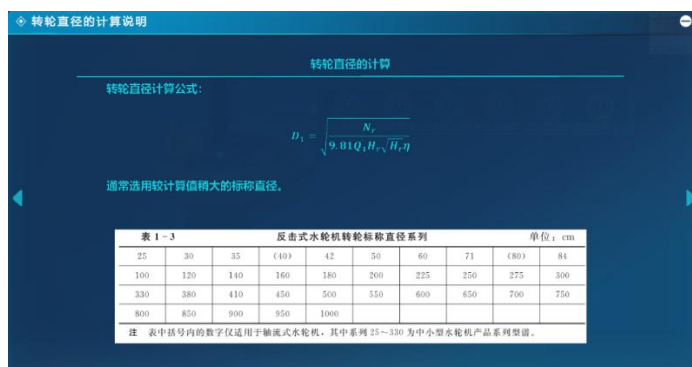 转轮直径的计算说明
转轮直径的计算
转轮直径计算公式：
D₁ = √(N_r / (9.81Q₁H_r√H_r η))
通常选用较计算值稍大的标称直径。
表 1-3 反击式水轮机转轮标称直径系列 单位：cm
25 30 35 (40) 42 50 60 71 (80) 84
100 120 140 160 180 200 225 250 275 300
330 380 410 450 500 550 600 650 700 750
800 850 900 950 1000
注 表中括号内的数字仅适用于轴流式水轮机，其中系列 25～330 为中小型水轮机产品系列型谱。